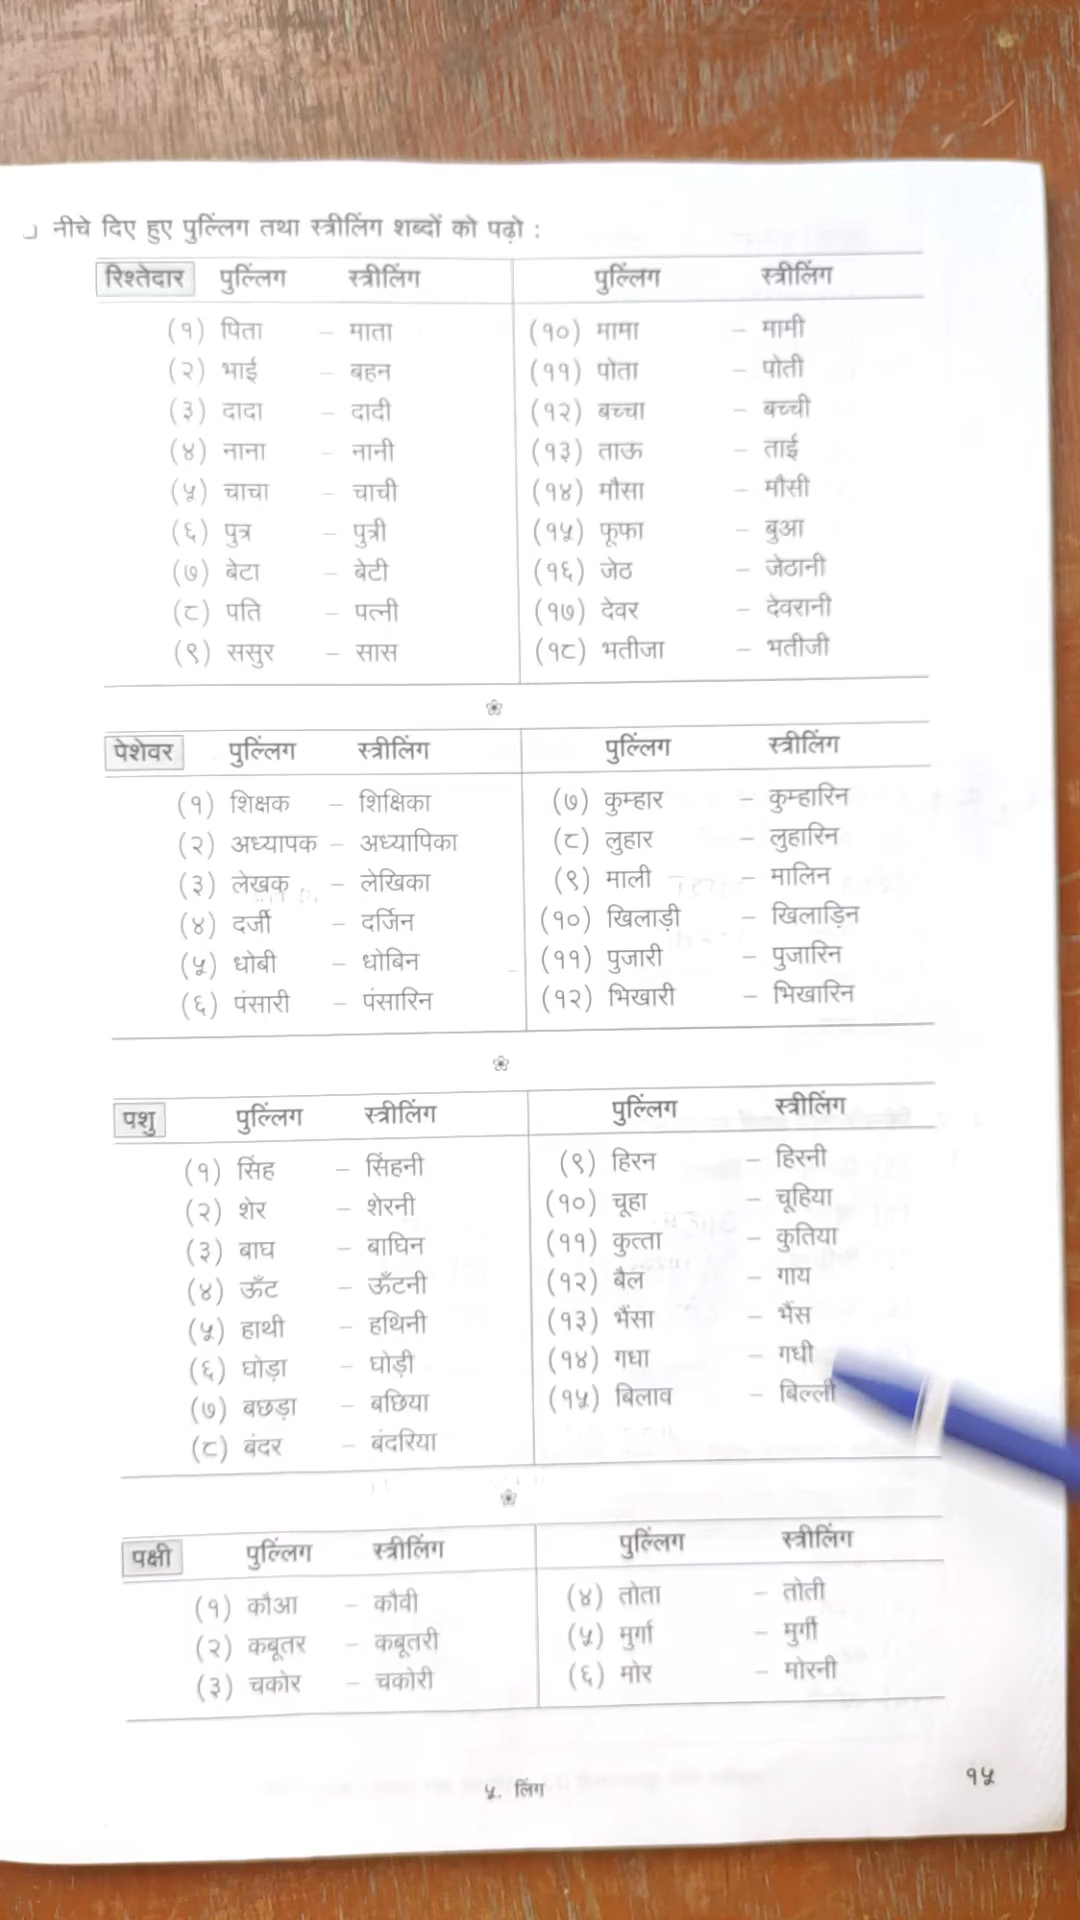 नीचे दिए हुए पुल्लिंग तथा स्त्रीलिंग शब्दों को पढ़ो :
रिश्तेदार पुल्लिंग स्त्रीलिंग पुल्लिंग स्त्रीलिंग
(१) पिता – माता (१०) मामा – मामी
(२) भाई – बहन (११) पोता – पोती
(३) दादा – दादी (१२) बच्चा – बच्ची
(४) नाना – नानी (१३) ताऊ – ताई
(५) चाचा – चाची (१४) मौसा – मौसी
(६) पुत्र – पुत्री (१५) फूफा – बुआ
(७) बेटा – बेटी (१६) जेठ – जेठानी
(८) पति – पत्नी (१७) देवर – देवरानी
(९) ससुर – सास (१८) भतीजा – भतीजी
पेशेवर पुल्लिंग स्त्रीलिंग पुल्लिंग स्त्रीलिंग
(१) शिक्षक – शिक्षिका (७) कुम्हार – कुम्हारिन
(२) अध्यापक – अध्यापिका (८) लुहार – लुहारिन
(३) लेखक – लेखिका (९) माली – मालिन
(४) दर्जी – दर्जिन (१०) खिलाड़ी – खिलाड़िन
(५) धोबी – धोबिन (११) पुजारी – पुजारिन
(६) पंसारी – पंसारिन (१२) भिखारी – भिखारिन
पशु पुल्लिंग स्त्रीलिंग पुल्लिंग स्त्रीलिंग
(१) सिंह – सिंहनी (९) हिरन – हिरनी
(२) शेर – शेरनी (१०) चूहा – चूहिया
(३) बाघ – बाघिन (११) कुत्ता – कुतिया
(४) ऊँट – ऊँटनी (१२) बैल – गाय
(५) हाथी – हथिनी (१३) भैंसा – भैंस
(६) घोड़ा – घोड़ी (१४) गधा – गधी
(७) बछड़ा – बछिया (१५) बिलाव – बिल्ली
(८) बंदर – बंदरिया
पक्षी पुल्लिंग स्त्रीलिंग पुल्लिंग स्त्रीलिंग
(१) कौआ – कौवी (४) तोता – तोती
(२) कबूतर – कबूतरी (५) मुर्गा – मुर्गी
(३) चकोर – चकोरी (६) मोर – मोरनी
५. लिंग १५